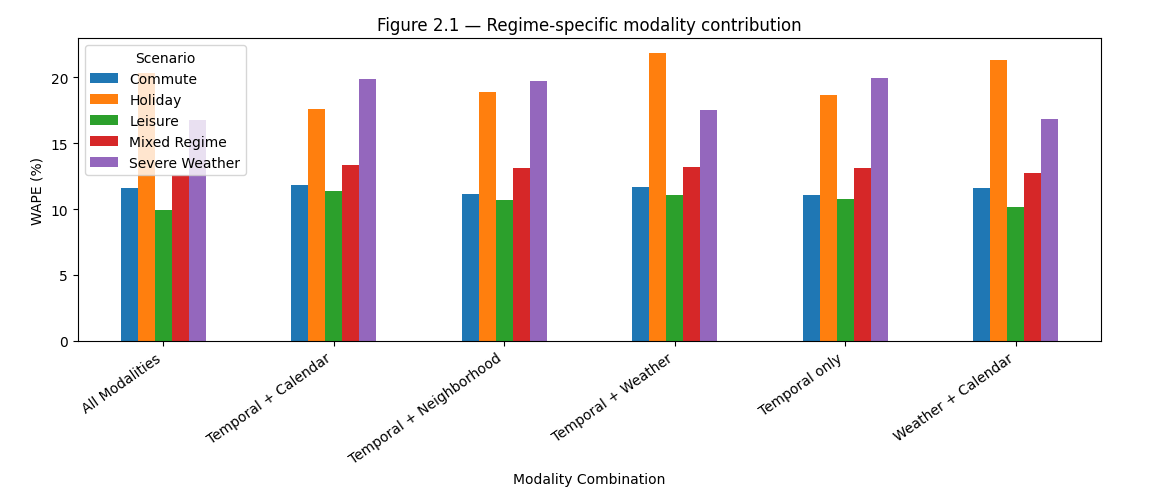 Figure 2.1 — Regime-specific modality contribution
Scenario
Commute
Holiday
Leisure
Mixed Regime
Severe Weather
WAPE (%)
20
15
10
5
0
All Modalities
Temporal + Calendar
Temporal + Neighborhood
Temporal + Weather
Temporal only
Weather + Calendar
Modality Combination